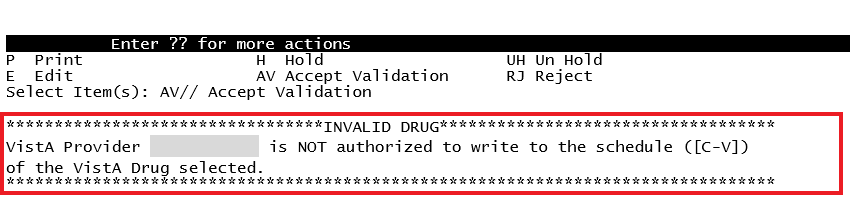 Enter ?? for more actions
P Print H Hold UH Un Hold
E Edit AV Accept Validation RJ Reject
Select Item(s): AV// Accept Validation
*********************************INVALID DRUG***********************************
VistA Provider is NOT authorized to write to the schedule ([C-V])
of the VistA Drug selected.
********************************************************************************